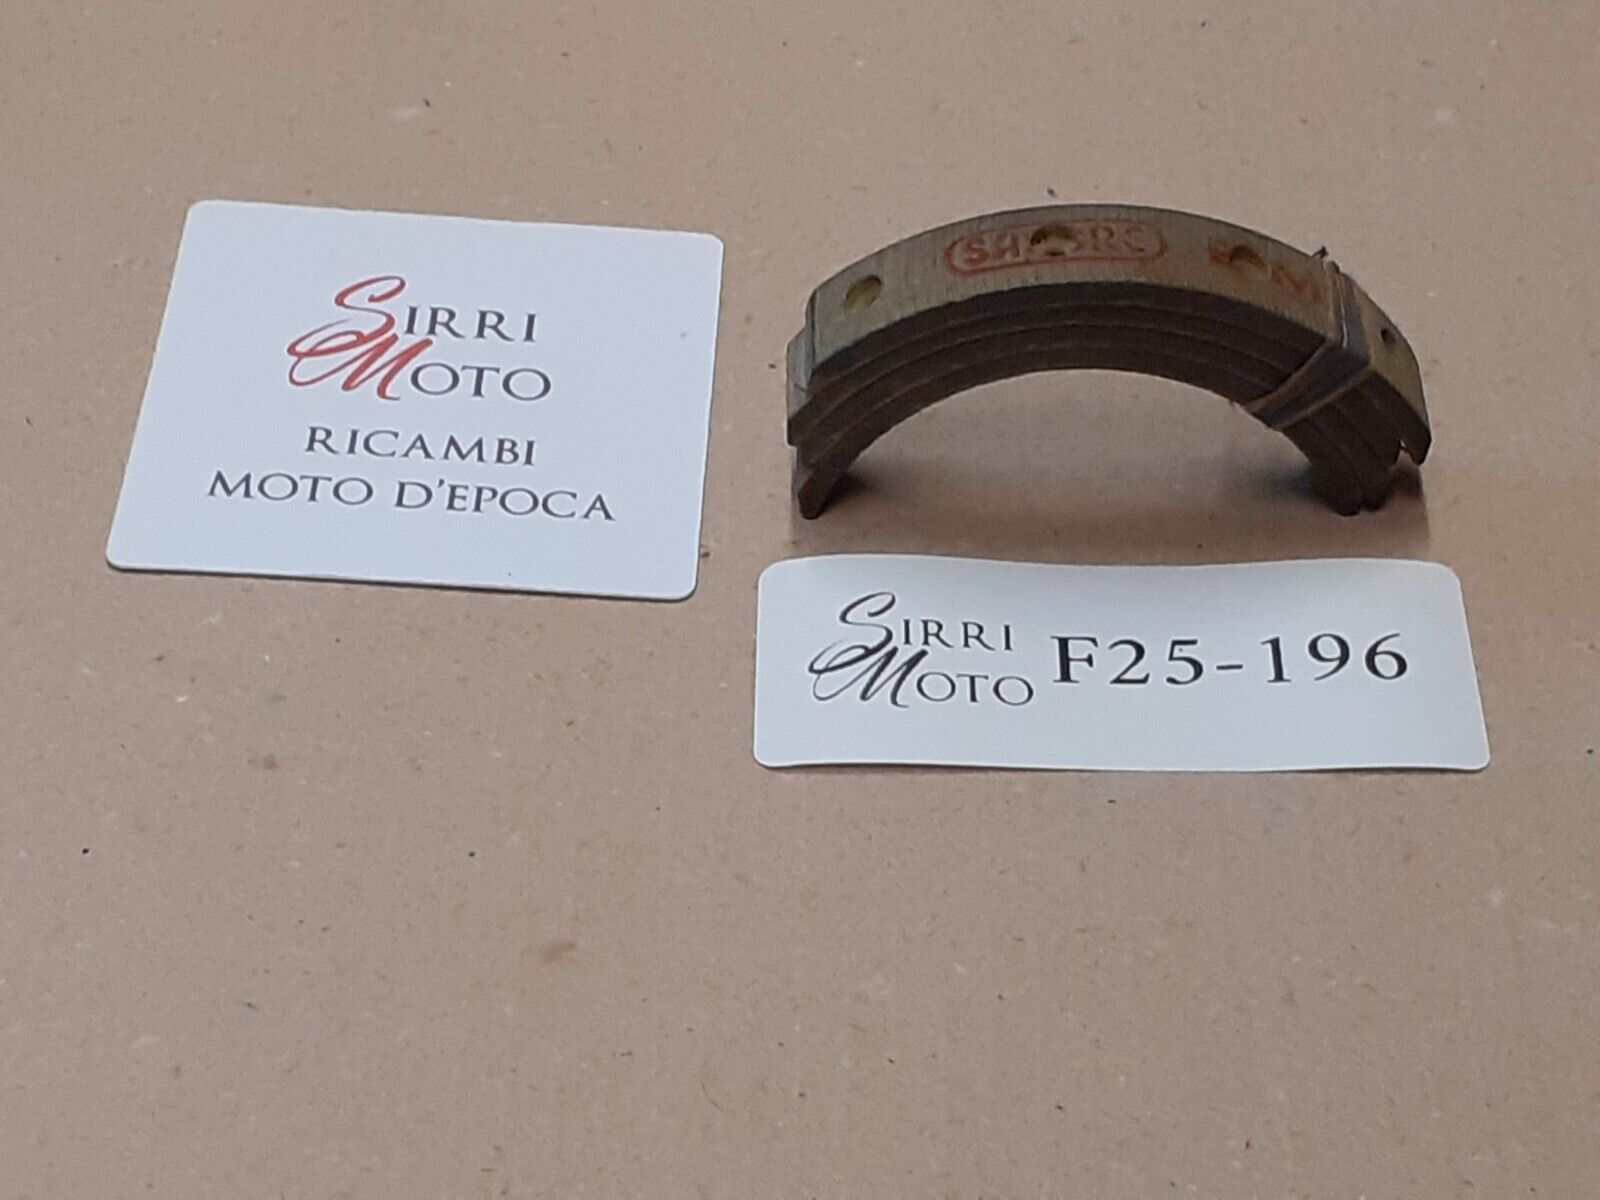 SIRRI
MOTO
RICAMBI
MOTO D'EPOCA
SIRRI
MOTO
F25-196